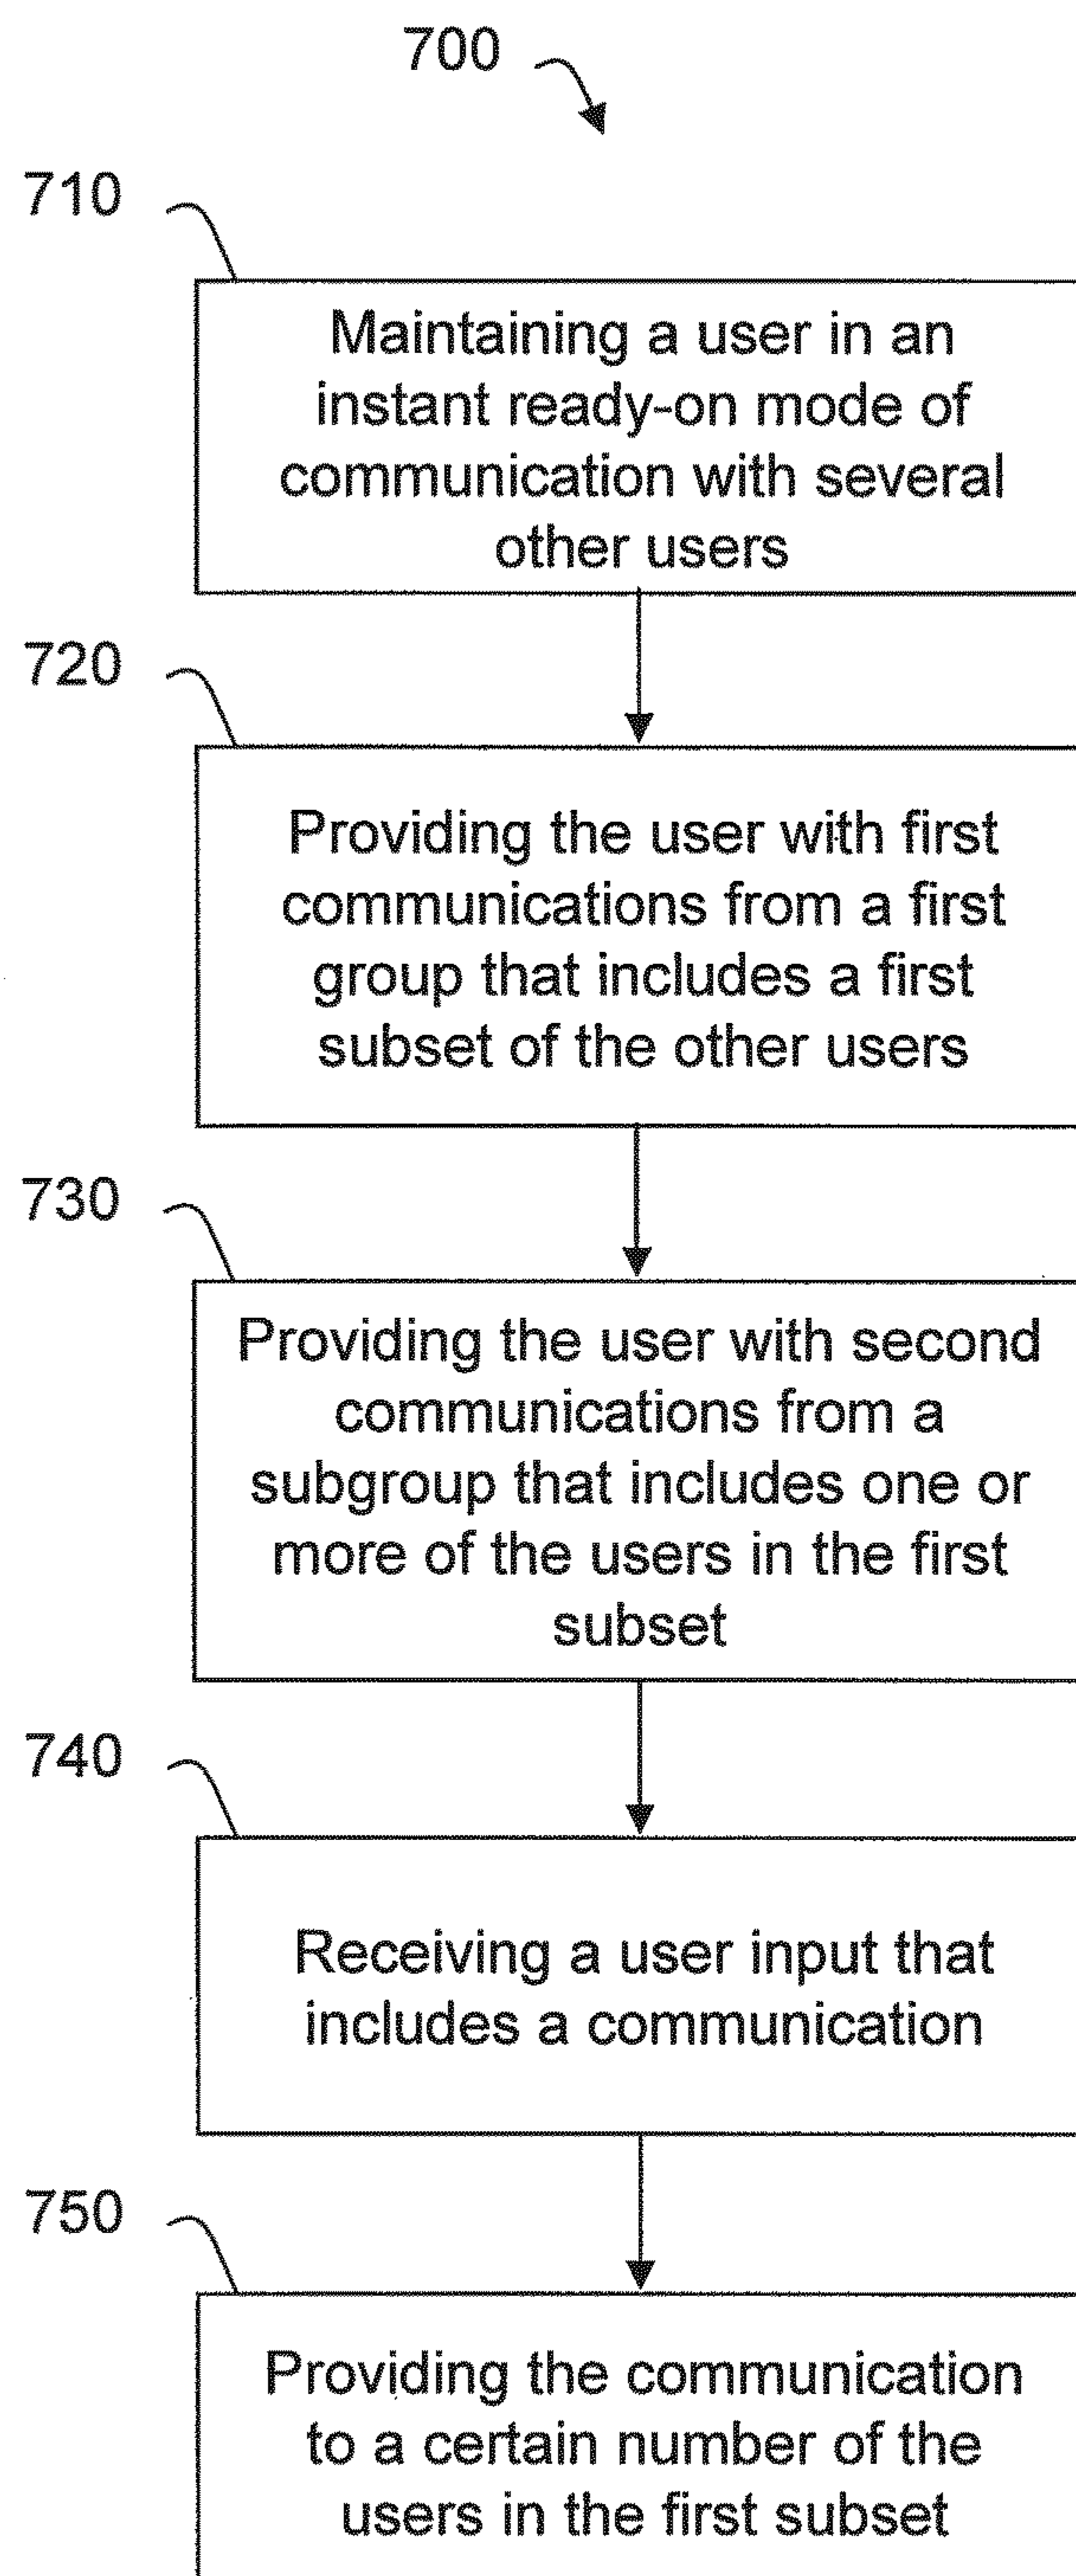 700
710
Maintaining a user in an
instant ready-on mode of
communication with several
other users
720
Providing the user with first
communications from a first
group that includes a first
subset of the other users
730
Providing the user with second
communications from a
subgroup that includes one or
more of the users in the first
subset
740
Receiving a user input that
includes a communication
750
Providing the communication
to a certain number of the
users in the first subset